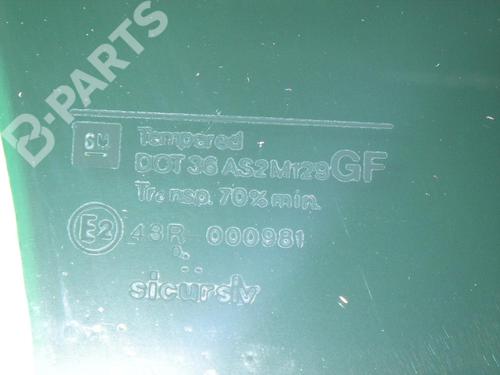 B-PARTS
GM
Tempered
DOT 36 AS2 M129 GF
Transp. 70% min.
E2 43R 000981
sicursiv